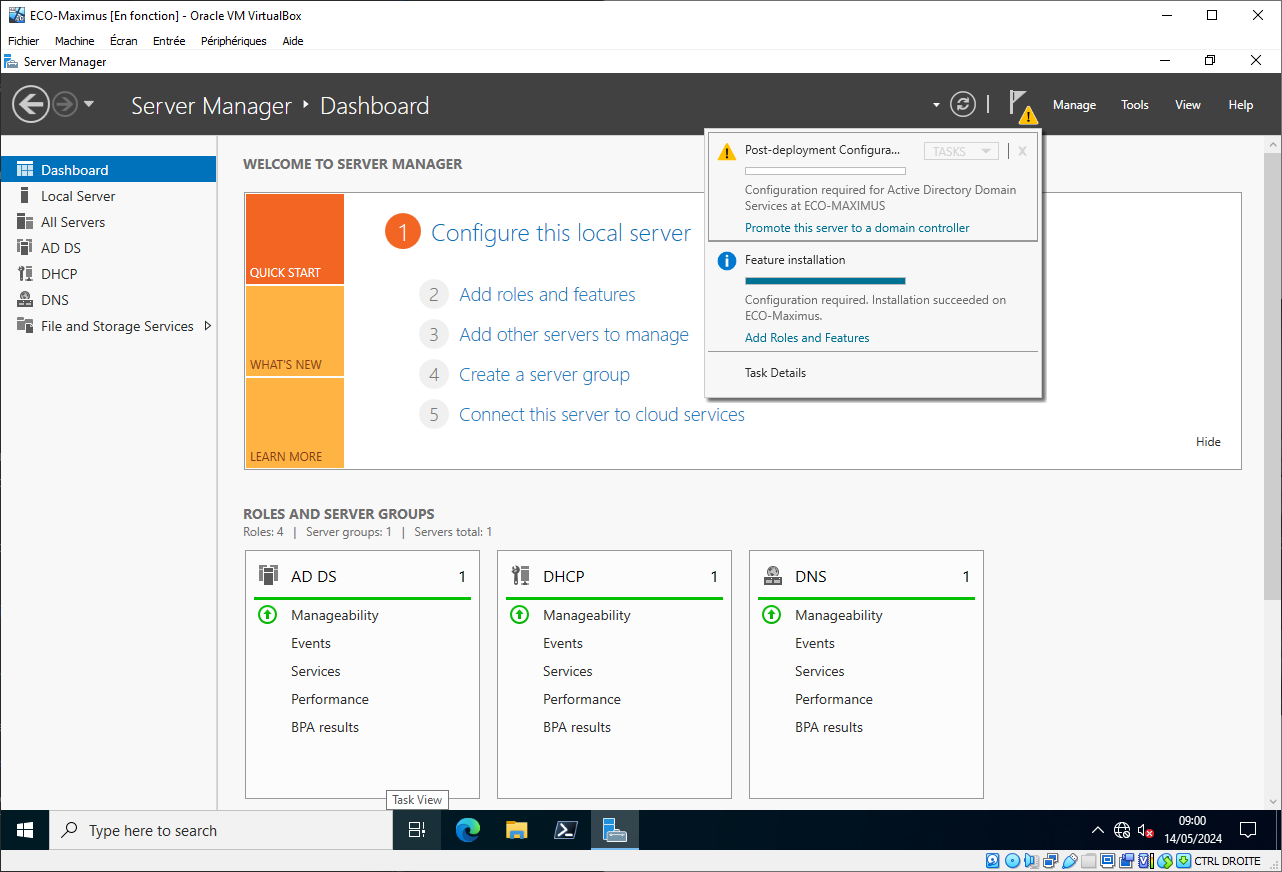 ECO-Maximus [En fonction] - Oracle VM VirtualBox
Fichier Machine Écran Entrée Périphériques Aide
Server Manager
Server Manager • Dashboard
Manage Tools View Help
Dashboard
Local Server
All Servers
AD DS
DHCP
DNS
File and Storage Services
WELCOME TO SERVER MANAGER
QUICK START
WHAT'S NEW
LEARN MORE
1 Configure this local server
2 Add roles and features
3 Add other servers to manage
4 Create a server group
5 Connect this server to cloud services
Hide
Post-deployment Configura... TASKS X
Configuration required for Active Directory Domain
Services at ECO-MAXIMUS
Promote this server to a domain controller
Feature installation
Configuration required. Installation succeeded on
ECO-Maximus.
Add Roles and Features
Task Details
ROLES AND SERVER GROUPS
Roles: 4 | Server groups: 1 | Servers total: 1
AD DS 1
Manageability
Events
Services
Performance
BPA results
DHCP 1
Manageability
Events
Services
Performance
BPA results
DNS 1
Manageability
Events
Services
Performance
BPA results
Task View
Type here to search
09:00
14/05/2024
CTRL DROITE